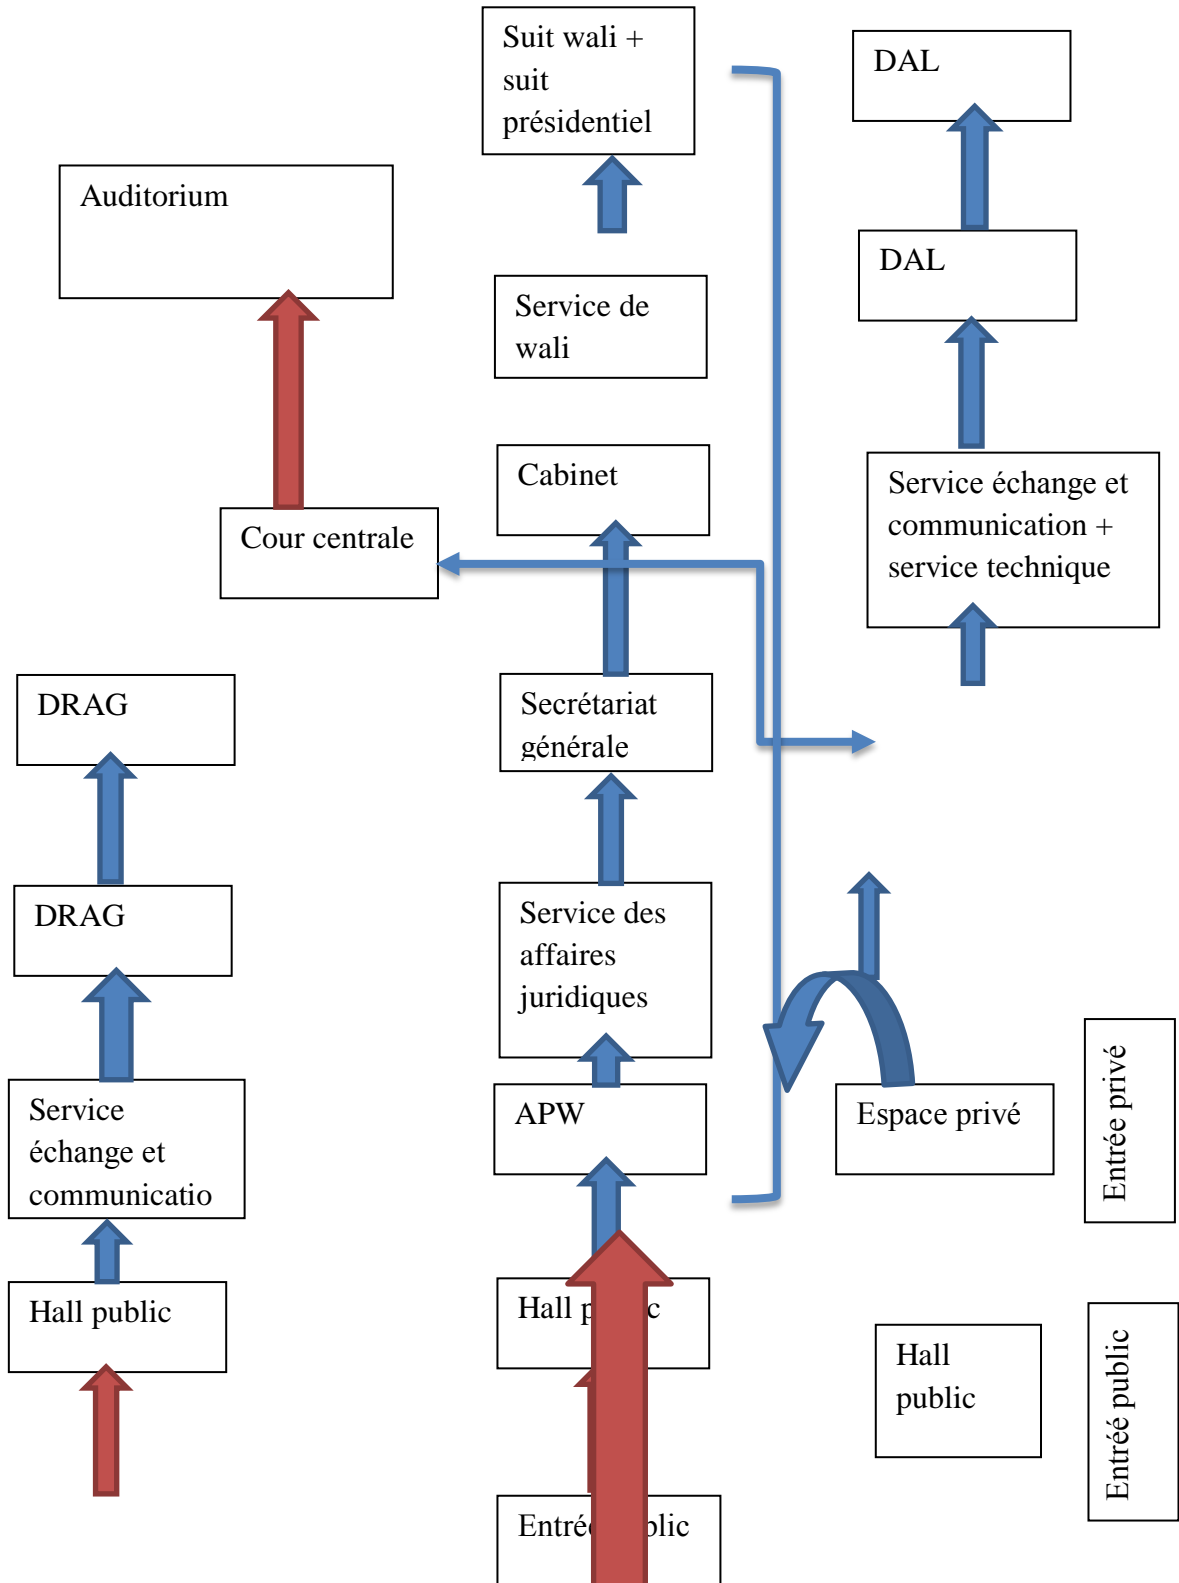 Suit wali +
suit
présidentiel
DAL
Auditorium
DAL
Service de
wali
Cabinet
Service échange et
communication +
service technique
Cour centrale
DRAG
Secrétariat
générale
DRAG
Service des
affaires
juridiques
Service
échange et
communicatio
APW
Espace privé
Entrée privé
Hall public
Hall
Hall
public
Entréé public